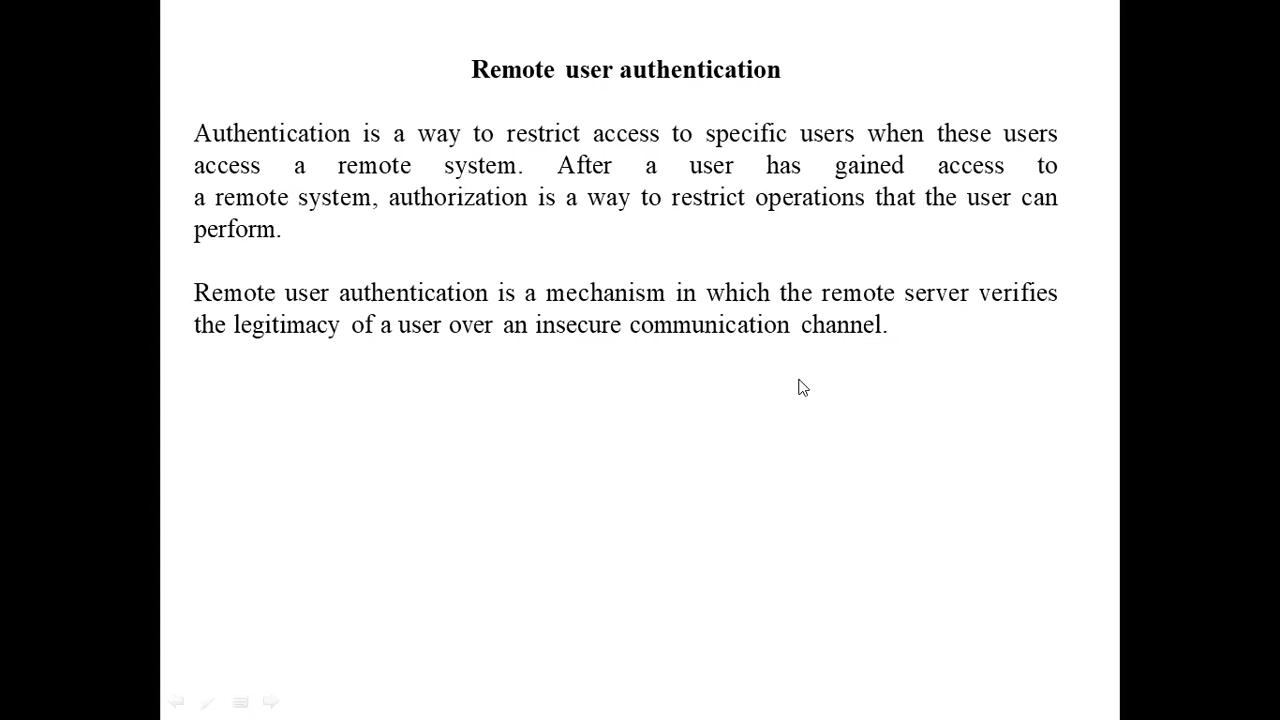 Remote user authentication
Authentication is a way to restrict access to specific users when these users
access a remote system. After a user has gained access to
a remote system, authorization is a way to restrict operations that the user can
perform.
Remote user authentication is a mechanism in which the remote server verifies
the legitimacy of a user over an insecure communication channel.